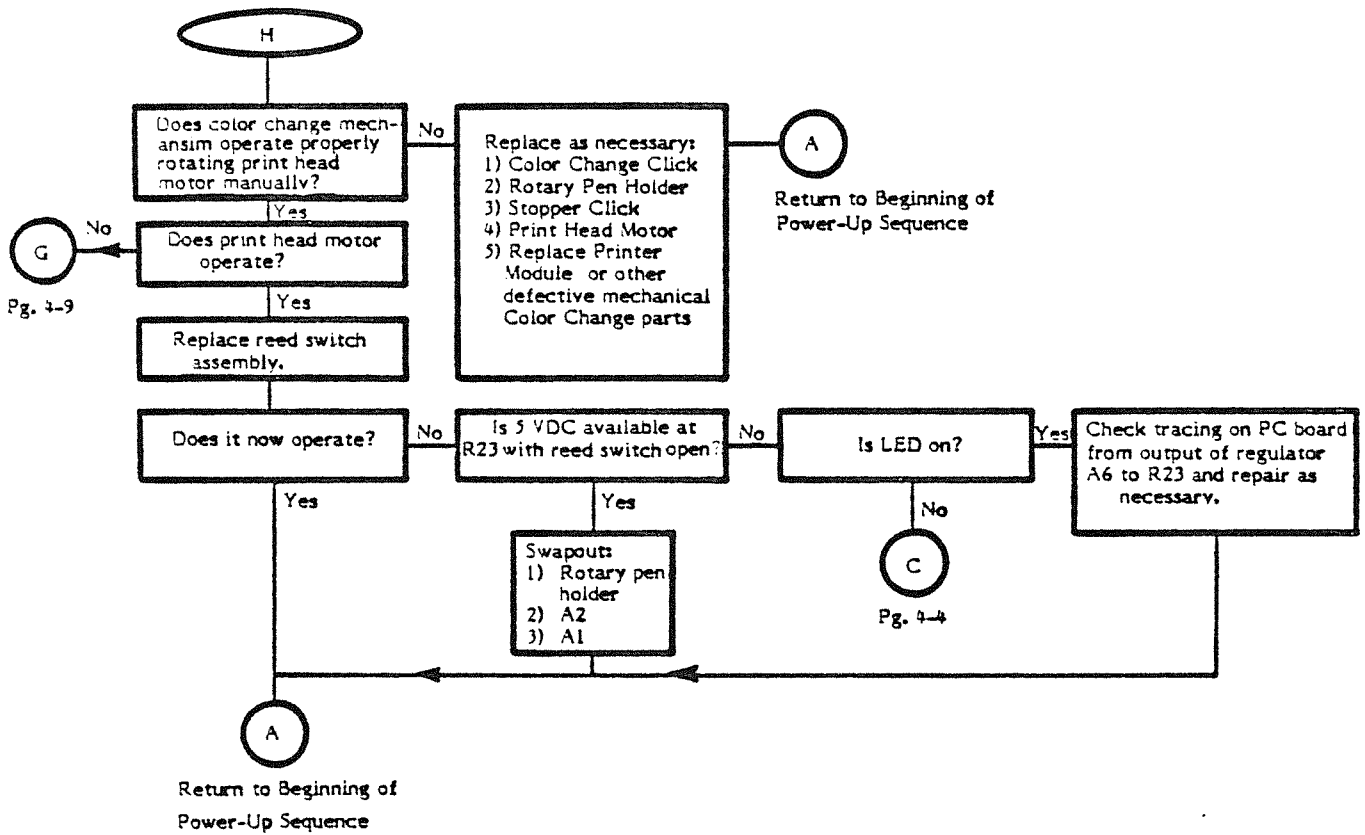 H
Does color change mech-
ansim operate properly
rotating print head
motor manually?
No
Replace as necessary:
1) Color Change Click
2) Rotary Pen Holder
3) Stopper Click
4) Print Head Motor
5) Replace Printer
Module or other
defective mechanical
Color Change parts
A
Return to Beginning of
Power-Up Sequence
Yes
Does print head motor
operate?
No
G
Pg. 4-9
Yes
Replace reed switch
assembly.
Does it now operate?
No
Is 5 VDC available at
R23 with reed switch open?
No
Is LED on?
Yes
Check tracing on PC board
from output of regulator
A6 to R23 and repair as
necessary.
Yes
Yes
No
Swapout:
1) Rotary pen
holder
2) A2
3) A1
C
Pg. 4-4
A
Return to Beginning of
Power-Up Sequence